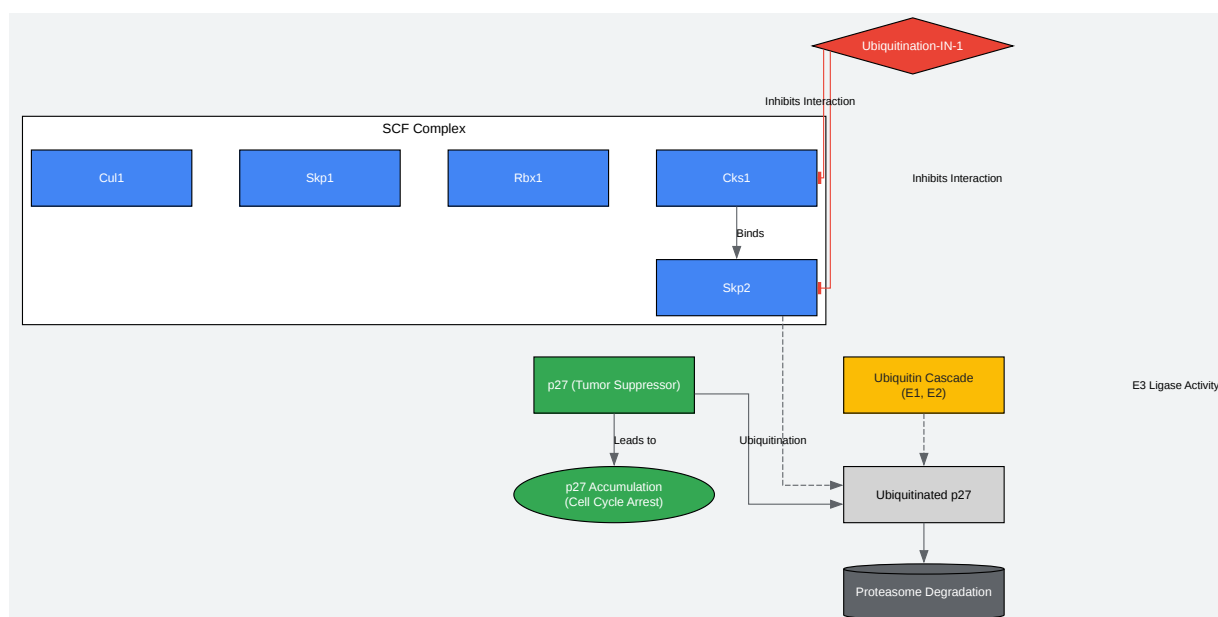 Ubiquitination-IN-1
Inhibits Interaction
SCF Complex
Cul1
Skp1
Rbx1
Cks1
Inhibits Interaction
Binds
Skp2
p27 (Tumor Suppressor)
Ubiquitin Cascade
(E1, E2)
E3 Ligase Activity
Leads to
Ubiquitination
p27 Accumulation
(Cell Cycle Arrest)
Ubiquitinated p27
Proteasome Degradation